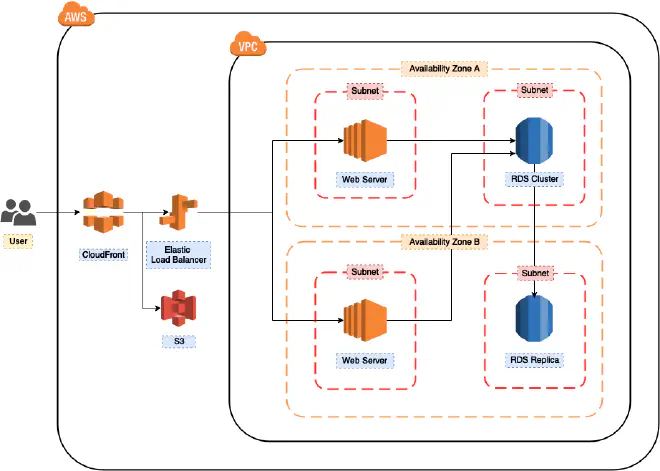 AWS
VPC
Availability Zone A
Subnet
Subnet
Web Server
RDS Cluster
User
CloudFront
Elastic
Load Balancer
Availability Zone B
Subnet
Subnet
S3
Web Server
RDS Replica